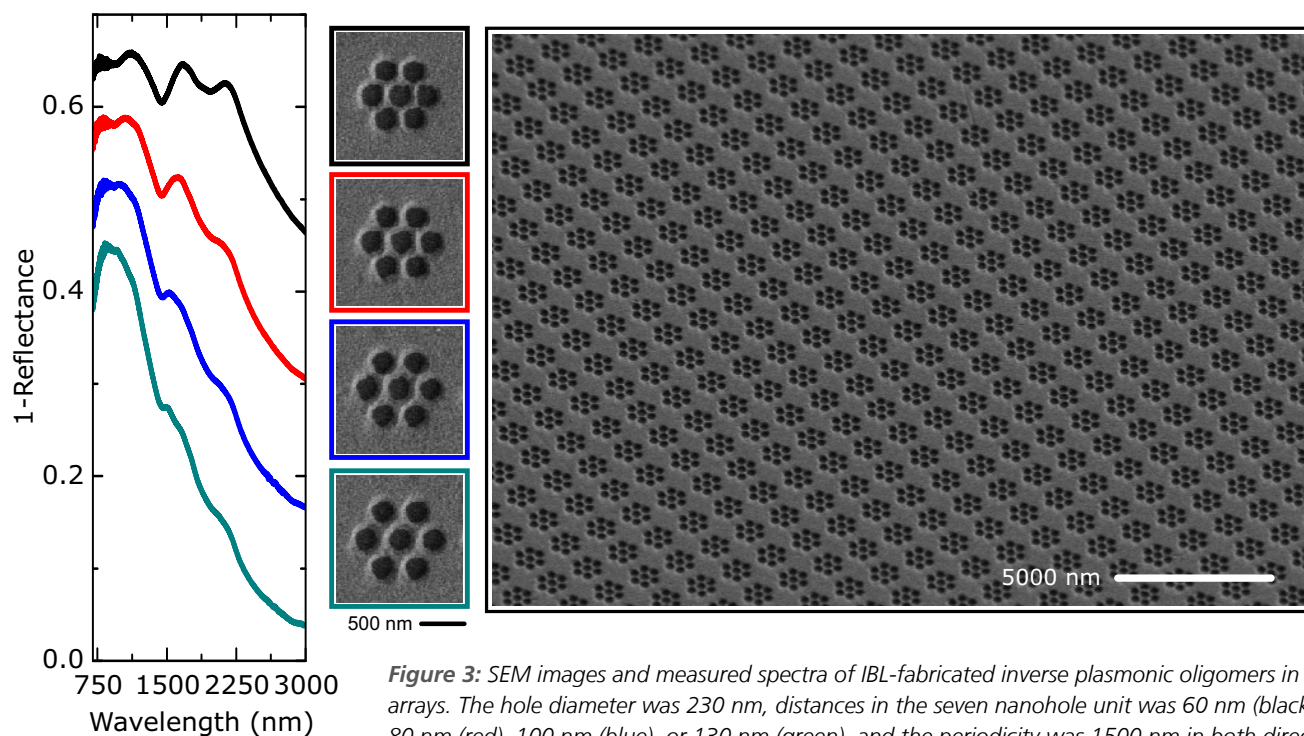 0.6
0.4
0.2
0.0
1-Reflectance
750 1500 2250 3000
Wavelength (nm)
500 nm
5000 nm
Figure 3: SEM images and measured spectra of IBL-fabricated inverse plasmonic oligomers in
arrays. The hole diameter was 230 nm, distances in the seven nanohole unit was 60 nm (black
80 nm (red), 100 nm (blue), or 130 nm (green), and the periodicity was 1500 nm in both